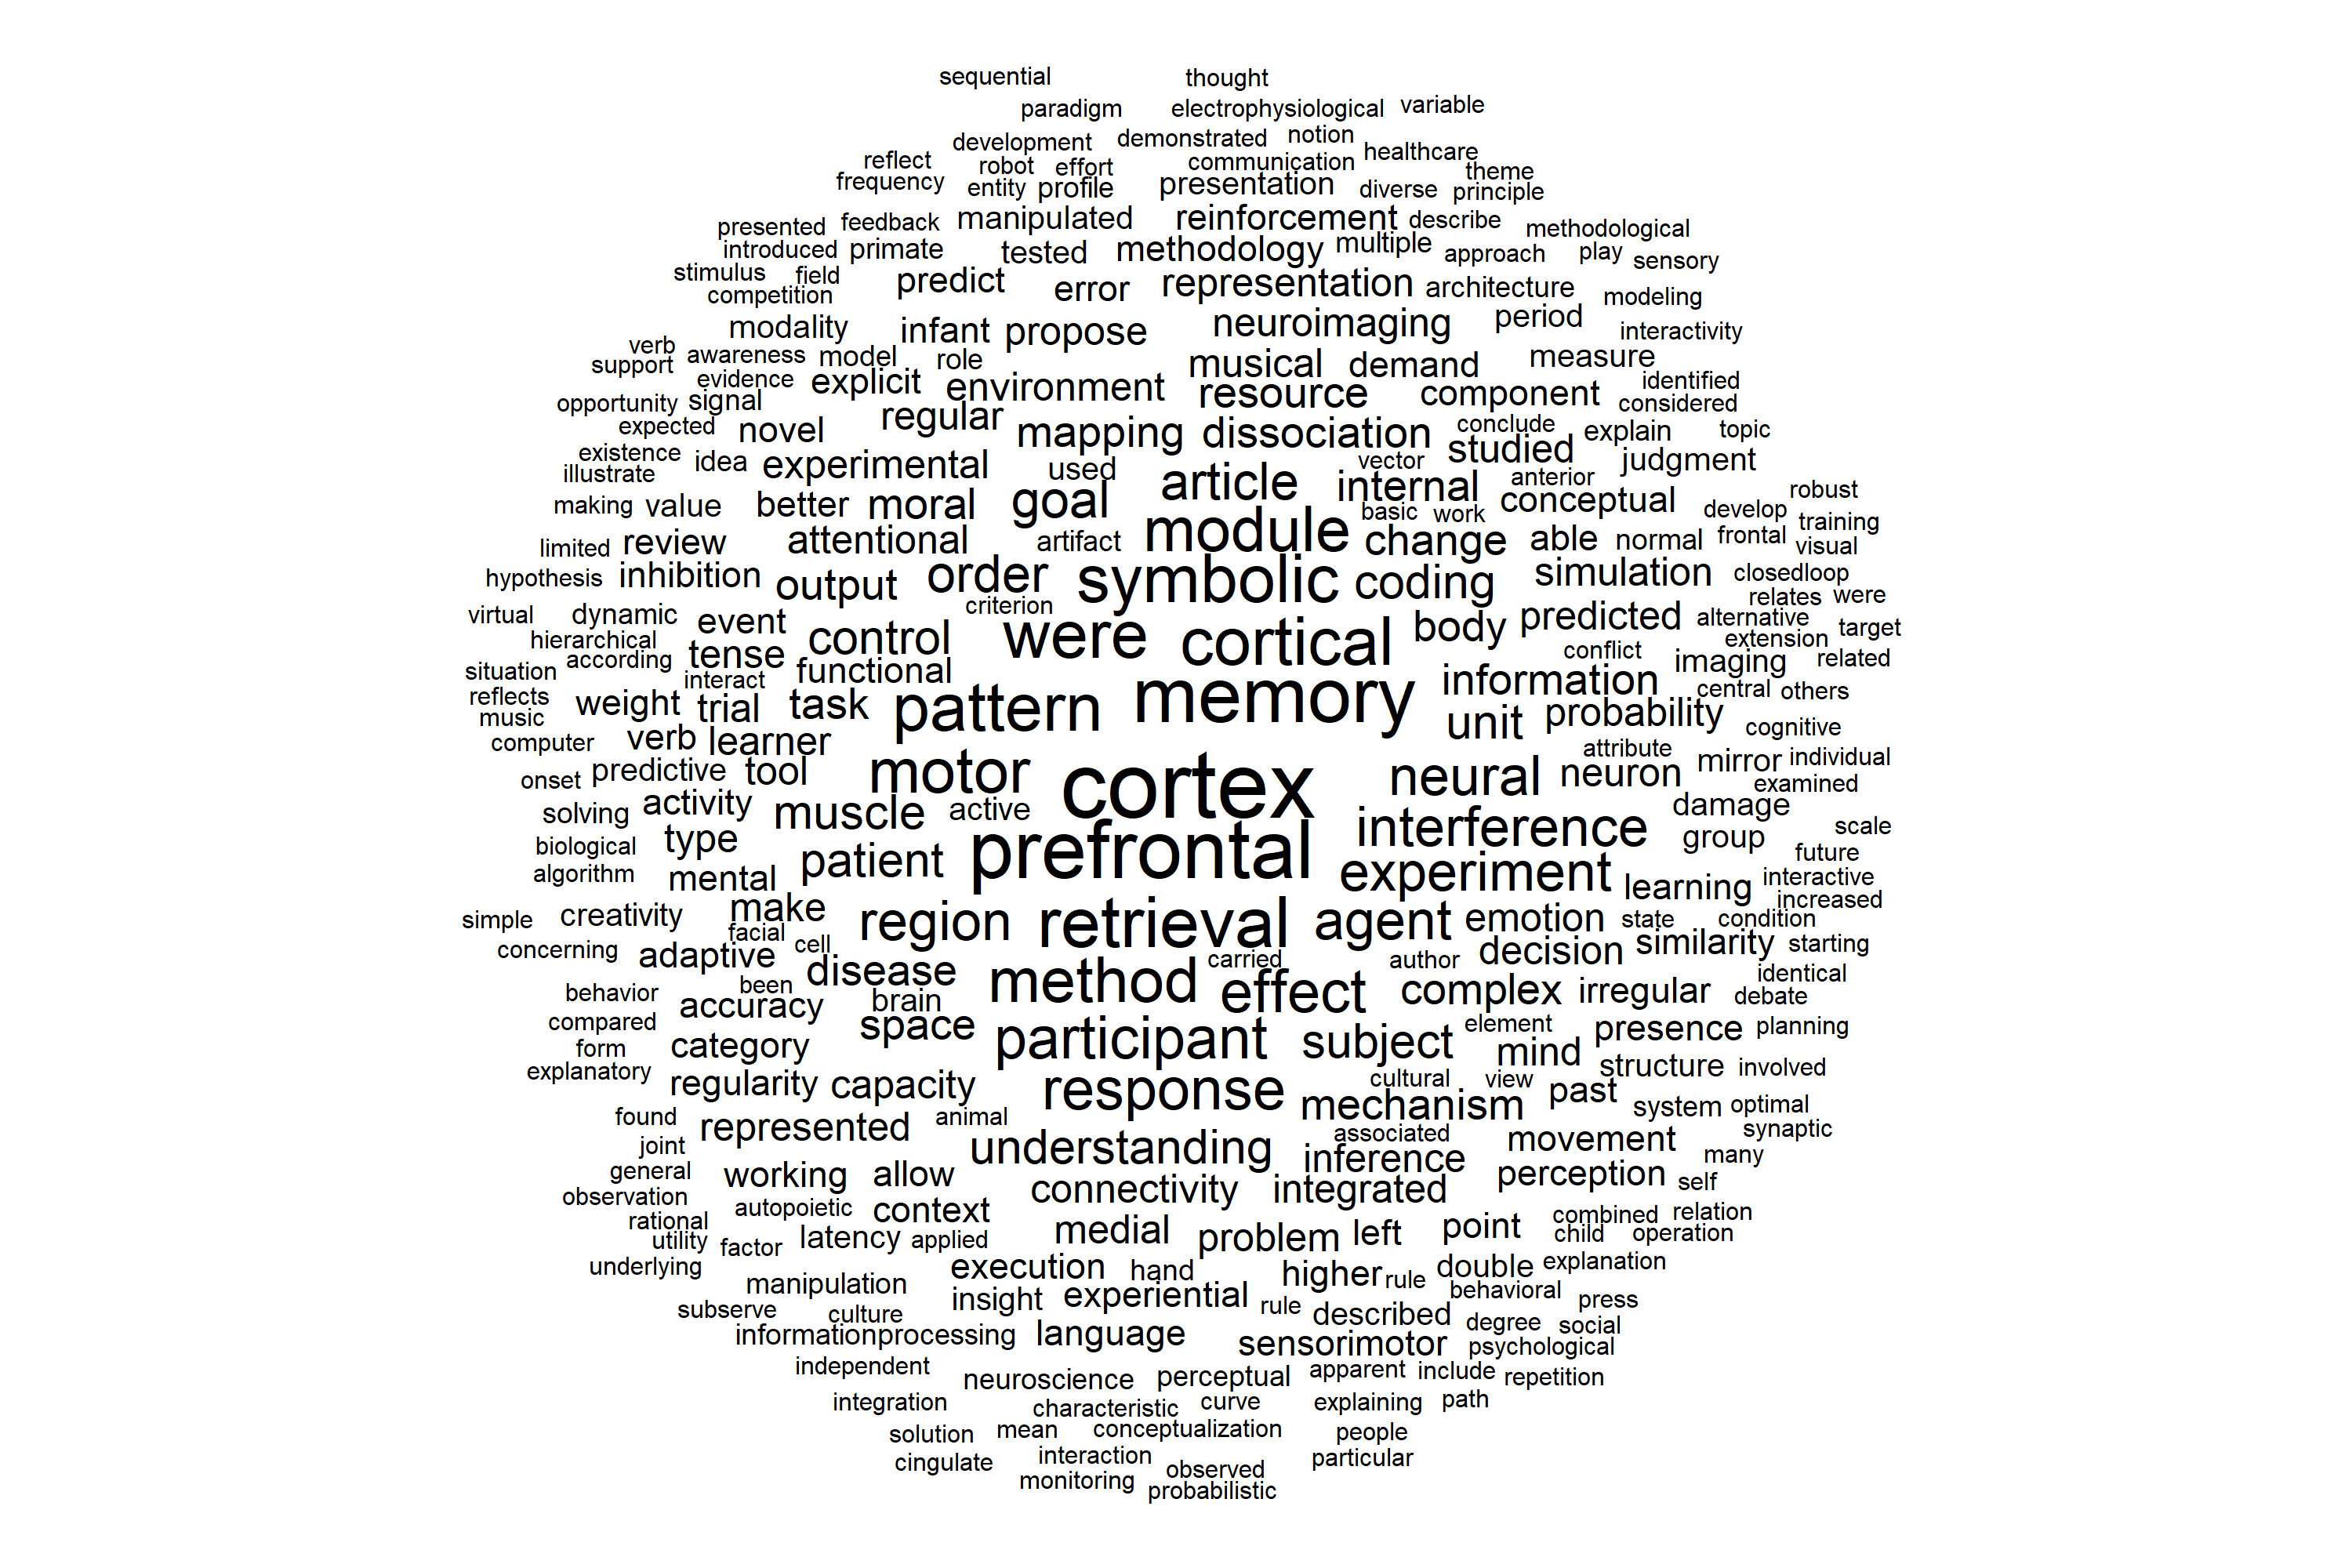 sequential thought
paradigm electrophysiological variable
development demonstrated notion
reflect robot effort communication healthcare theme
frequency entity profile presentation diverse principle
presented feedback manipulated reinforcement describe methodological
introduced primate tested methodology multiple approach play sensory
stimulus field predict error representation architecture modeling
competition
modality infant propose neuroimaging period interactivity
verb awareness model role musical demand measure
support evidence explicit environment resource component identified
opportunity signal regular considered
expected novel mapping dissociation conclude explain topic
existence idea experimental used vector studied judgment
illustrate article internal anterior
making value better moral goal basic work conceptual develop robust
limited review attentional artifact module change able normal frontal training visual
hypothesis inhibition output order symbolic coding simulation closedloop
criterion relates were
virtual dynamic event control were cortical body predicted alternative target
hierarchical extension
situation according tense functional conflict imaging related
interact
reflects weight trial task pattern memory information central others
music unit probability
computer verb learner cognitive
onset predictive tool motor cortex neural neuron attribute mirror individual
examined
solving activity muscle active interference damage
biological type prefrontal group scale
algorithm mental patient experiment learning future
interactive
increased
simple creativity make region retrieval agent emotion state condition
facial cell
concerning adaptive disease carried author decision similarity starting
behavior been brain method effect complex irregular identical
accuracy debate
compared space participant subject element presence planning
form category mind structure involved
explanatory regularity capacity response cultural view past
mechanism system optimal
found represented animal associated movement synaptic
joint understanding inference many
general working allow perception self
observation autopoietic context connectivity integrated combined relation
rational medial problem left point child operation
utility factor latency applied
underlying execution hand higher rule double explanation
manipulation insight experiential rule described behavioral press
subserve culture degree social
informationprocessing language sensorimotor psychological
independent neuroscience perceptual apparent include repetition
integration characteristic curve explaining path
solution mean conceptualization people
cingulate interaction observed particular
monitoring probabilistic